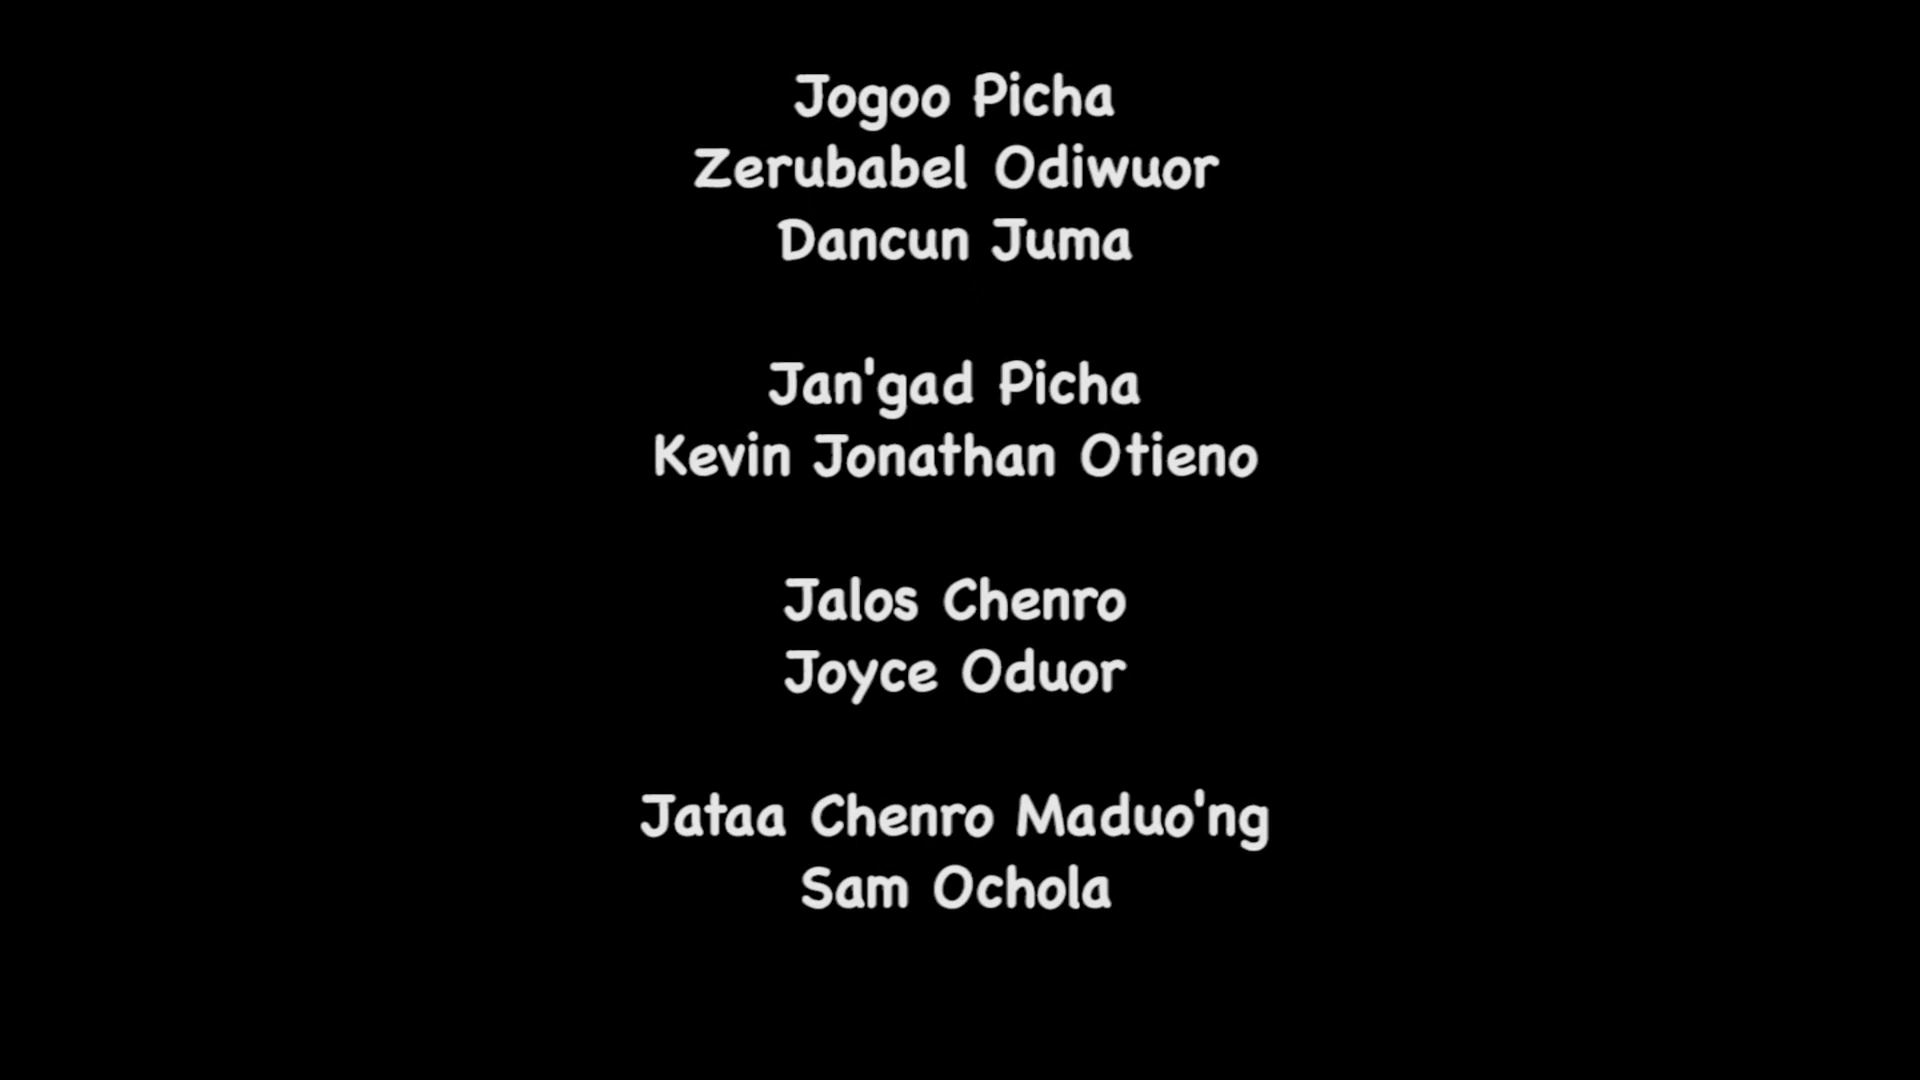 Jogoo Picha
Zerubabel Odiwuor
Dancun Juma
Jan'gad Picha
Kevin Jonathan Otieno
Jalos Chenro
Joyce Oduor
Jataa Chenro Maduo'ng
Sam Ochola